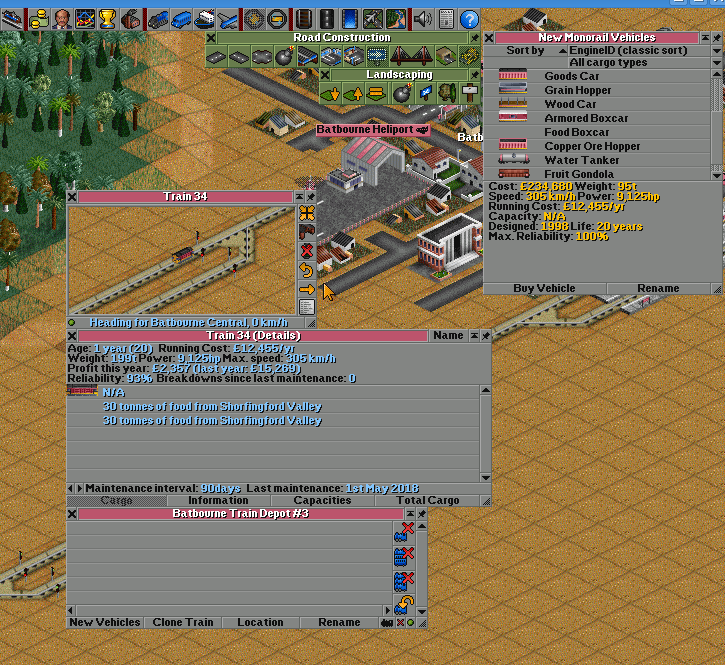 Road Construction
Landscaping
New Monorail Vehicles
Sort by
EngineID (classic sort)
All cargo types
Goods Car
Grain Hopper
Wood Car
Armored Boxcar
Food Boxcar
Copper Ore Hopper
Water Tanker
Fruit Gondola
Cost: £234,680 Weight: 95t
Speed: 305 km/h Power: 9,125hp
Running Cost: £12,455/yr
Capacity: N/A
Designed: 1998 Life: 20 years
Max. Reliability: 100%
Buy Vehicle
Rename
Batbourne Heliport
Batb
Train 34
Heading for Batbourne Central, 0 km/h
Train 34 (Details)
Name
Age: 1 year (20) Running Cost: £12,455/yr
Weight: 199t Power: 9,125hp Max. speed: 305 km/h
Profit this year: £2,357 (last year: £15,269)
Reliability: 93% Breakdowns since last maintenance: 0
N/A
30 tonnes of food from Shorfingford Valley
30 tonnes of food from Shorfingford Valley
Maintenance interval: 90days Last maintenance: 1st May 2018
Cargo
Information
Capacities
Total Cargo
Batbourne Train Depot #3
New Vehicles
Clone Train
Location
Rename